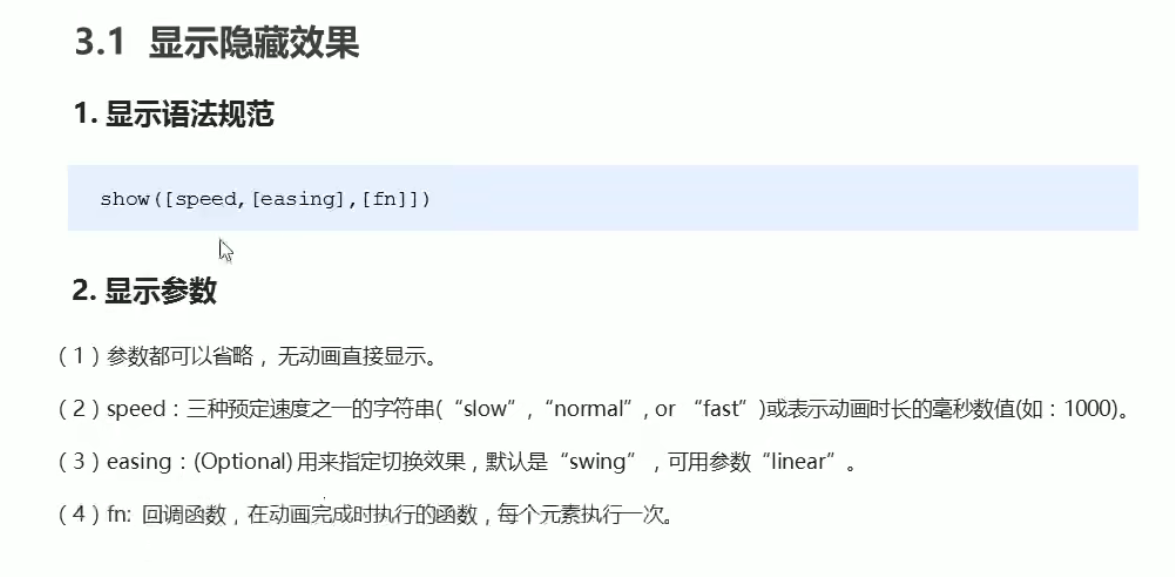 3.1 显示隐藏效果
1. 显示语法规范
show([speed,[easing],[fn]])
2. 显示参数
（1）参数都可以省略， 无动画直接显示。
（2）speed：三种预定速度之一的字符串(“slow”,“normal”, or “fast”)或表示动画时长的毫秒数值(如：1000)。
（3）easing：(Optional) 用来指定切换效果，默认是“swing”，可用参数“linear”。
（4）fn: 回调函数，在动画完成时执行的函数，每个元素执行一次。